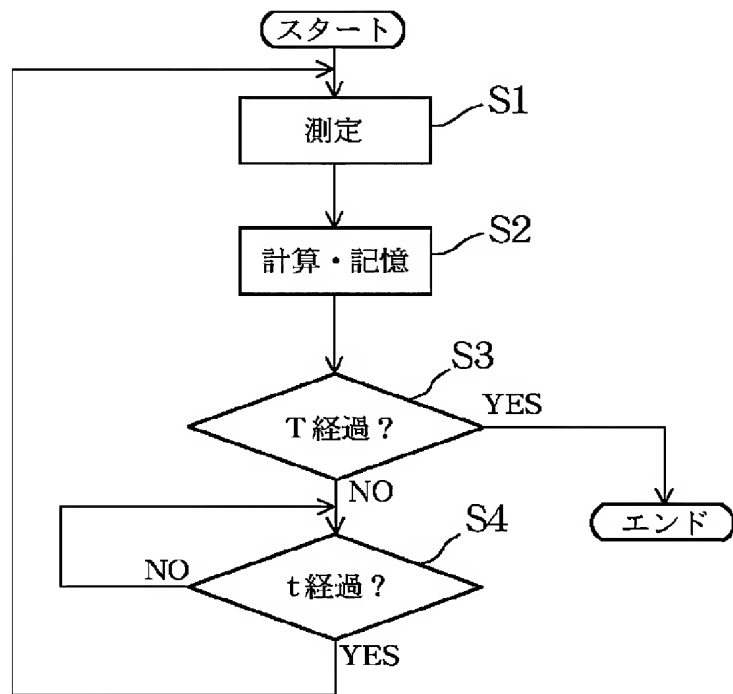 スタート
S1
測定
S2
計算・記憶
S3
T経過?
YES
NO
エンド
S4
t経過?
NO
YES